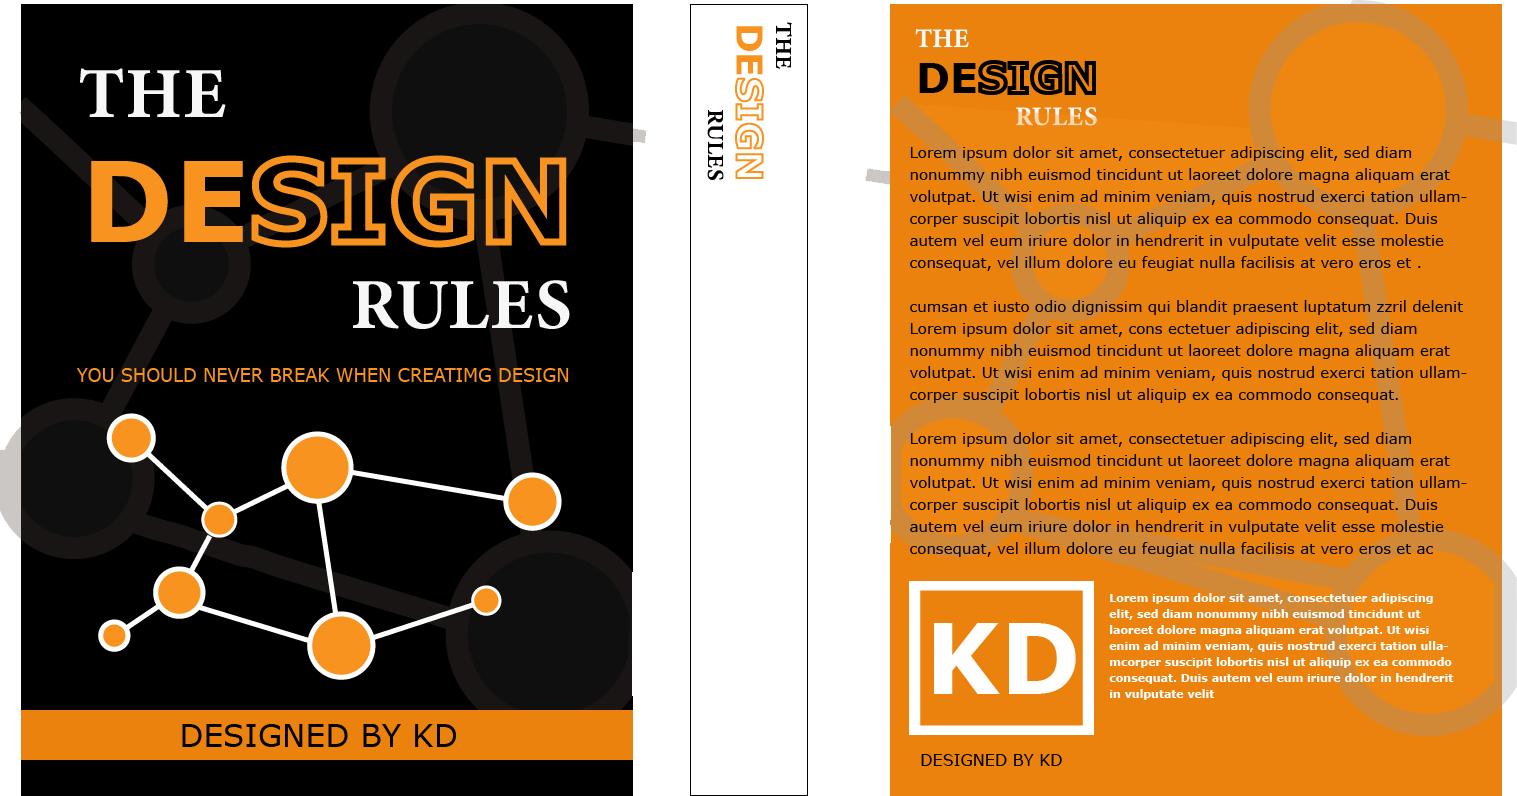 THE
DESIGN
RULES
YOU SHOULD NEVER BREAK WHEN CREATIMG DESIGN
DESIGNED BY KD
THE
DESIGN
RULES
THE
DESIGN
RULES
Lorem ipsum dolor sit amet, consectetuer adipiscing elit, sed diam
nonummy nibh euismod tincidunt ut laoreet dolore magna aliquam erat
volutpat. Ut wisi enim ad minim veniam, quis nostrud exerci tation ullam-
corper suscipit lobortis nisl ut aliquip ex ea commodo consequat. Duis
autem vel eum iriure dolor in hendrerit in vulputate velit esse molestie
consequat, vel illum dolore eu feugiat nulla facilisis at vero eros et .
cumsan et iusto odio dignissim qui blandit praesent luptatum zzril delenit
Lorem ipsum dolor sit amet, cons ectetuer adipiscing elit, sed diam
nonummy nibh euismod tincidunt ut laoreet dolore magna aliquam erat
volutpat. Ut wisi enim ad minim veniam, quis nostrud exerci tation ullam-
corper suscipit lobortis nisl ut aliquip ex ea commodo consequat.
Lorem ipsum dolor sit amet, consectetuer adipiscing elit, sed diam
nonummy nibh euismod tincidunt ut laoreet dolore magna aliquam erat
volutpat. Ut wisi enim ad minim veniam, quis nostrud exerci tation ullam-
corper suscipit lobortis nisl ut aliquip ex ea commodo consequat. Duis
autem vel eum iriure dolor in hendrerit in vulputate velit esse molestie
consequat, vel illum dolore eu feugiat nulla facilisis at vero eros et ac
KD
Lorem ipsum dolor sit amet, consectetuer adipiscing
elit, sed diam nonummy nibh euismod tincidunt ut
laoreet dolore magna aliquam erat volutpat. Ut wisi
enim ad minim veniam, quis nostrud exerci tation ulla-
mcorper suscipit lobortis nisl ut aliquip ex ea commodo
consequat. Duis autem vel eum iriure dolor in hendrerit
in vulputate velit
DESIGNED BY KD